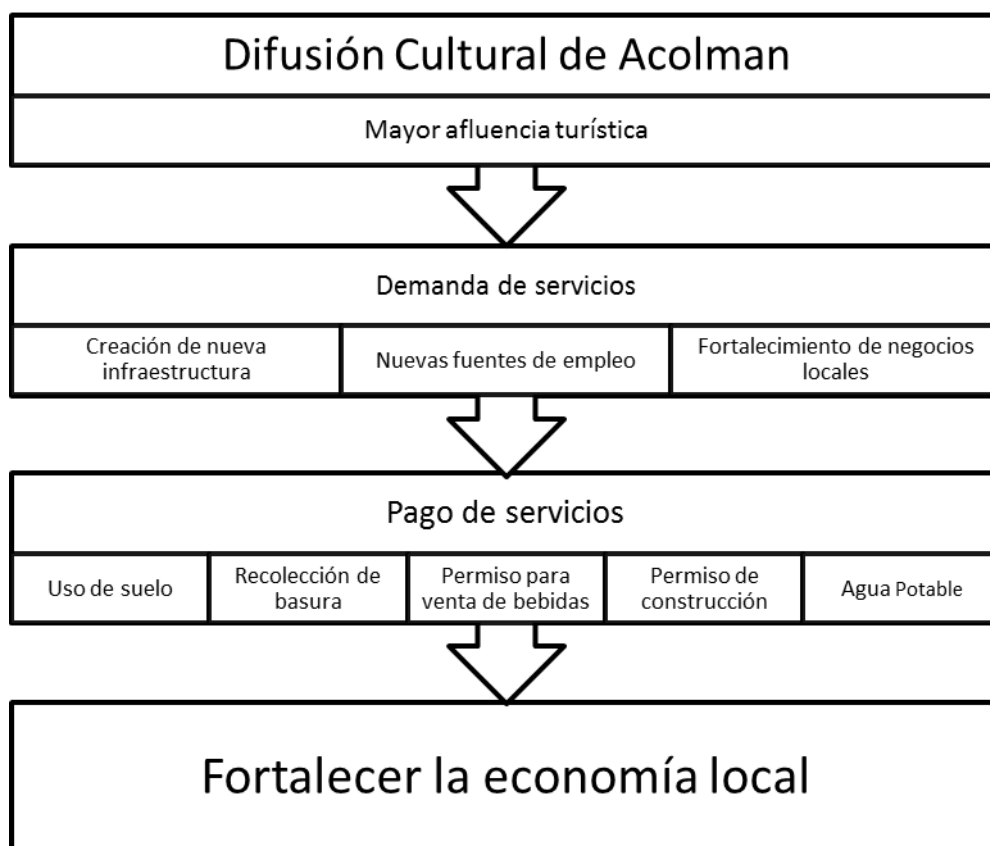 Difusión Cultural de Acolman
Mayor afluencia turística
Demanda de servicios
Creación de nueva
infraestructura
Nuevas fuentes de empleo
Fortalecimiento de negocios
locales
Pago de servicios
Uso de suelo
Recolección de
basura
Permiso para
venta de bebidas
Permiso de
construcción
Agua Potable
Fortalecer la economía local